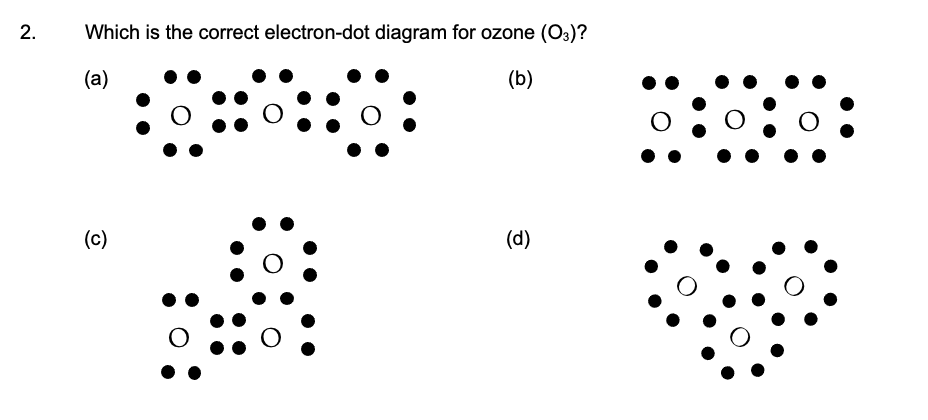 2. Which is the correct electron-dot diagram for ozone (O₃)?
(a) O O O
(b) O O O
(c) O
O O
(d) O O
O